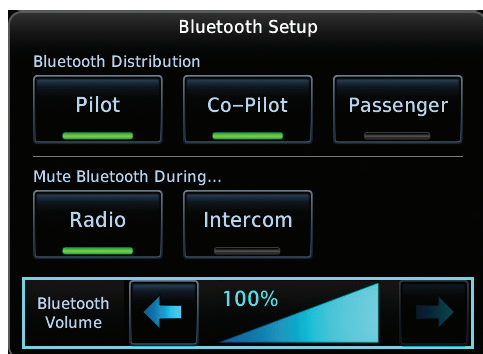 Bluetooth Setup
Bluetooth Distribution
Pilot
Co-Pilot
Passenger
Mute Bluetooth During...
Radio
Intercom
Bluetooth
Volume
100%